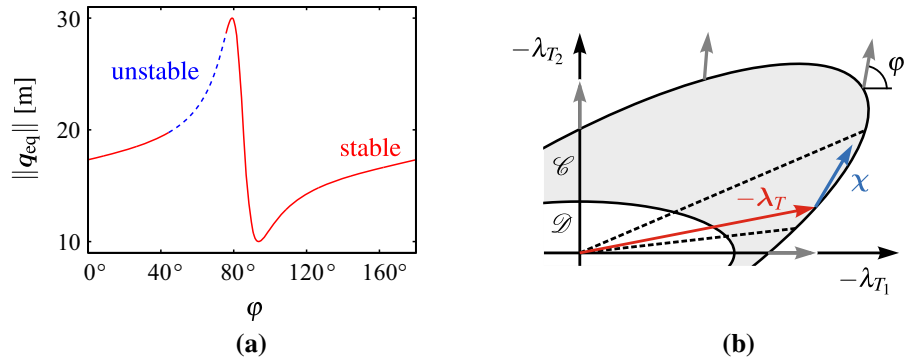 30
unstable
20
stable
10
‖q_eq‖ [m]
0° 40° 80° 120° 160°
φ
(a)
−λ_T₂
φ
𝒞
χ
−λ_T
𝒟
−λ_T₁
(b)